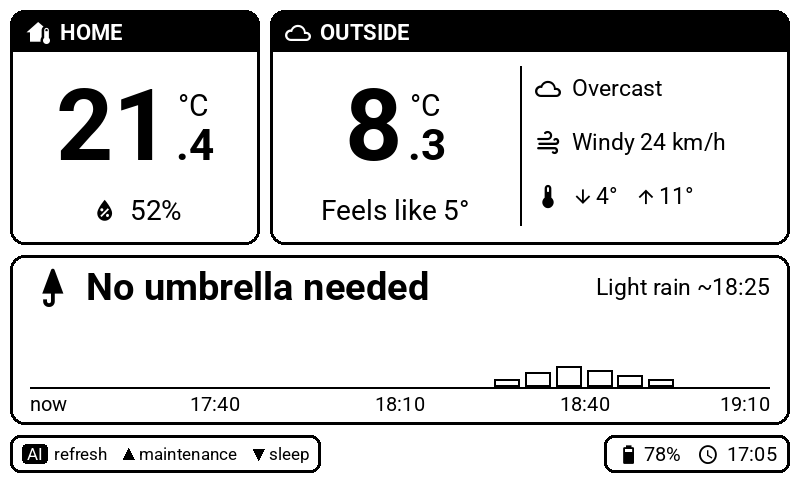 HOME
21.4 °C
52%
OUTSIDE
8.3 °C
Feels like 5°
Overcast
Windy 24 km/h
↓ 4° ↑ 11°
No umbrella needed
Light rain ~18:25
now 17:40 18:10 18:40 19:10
AI refresh ▲ maintenance ▼ sleep
78% 17:05